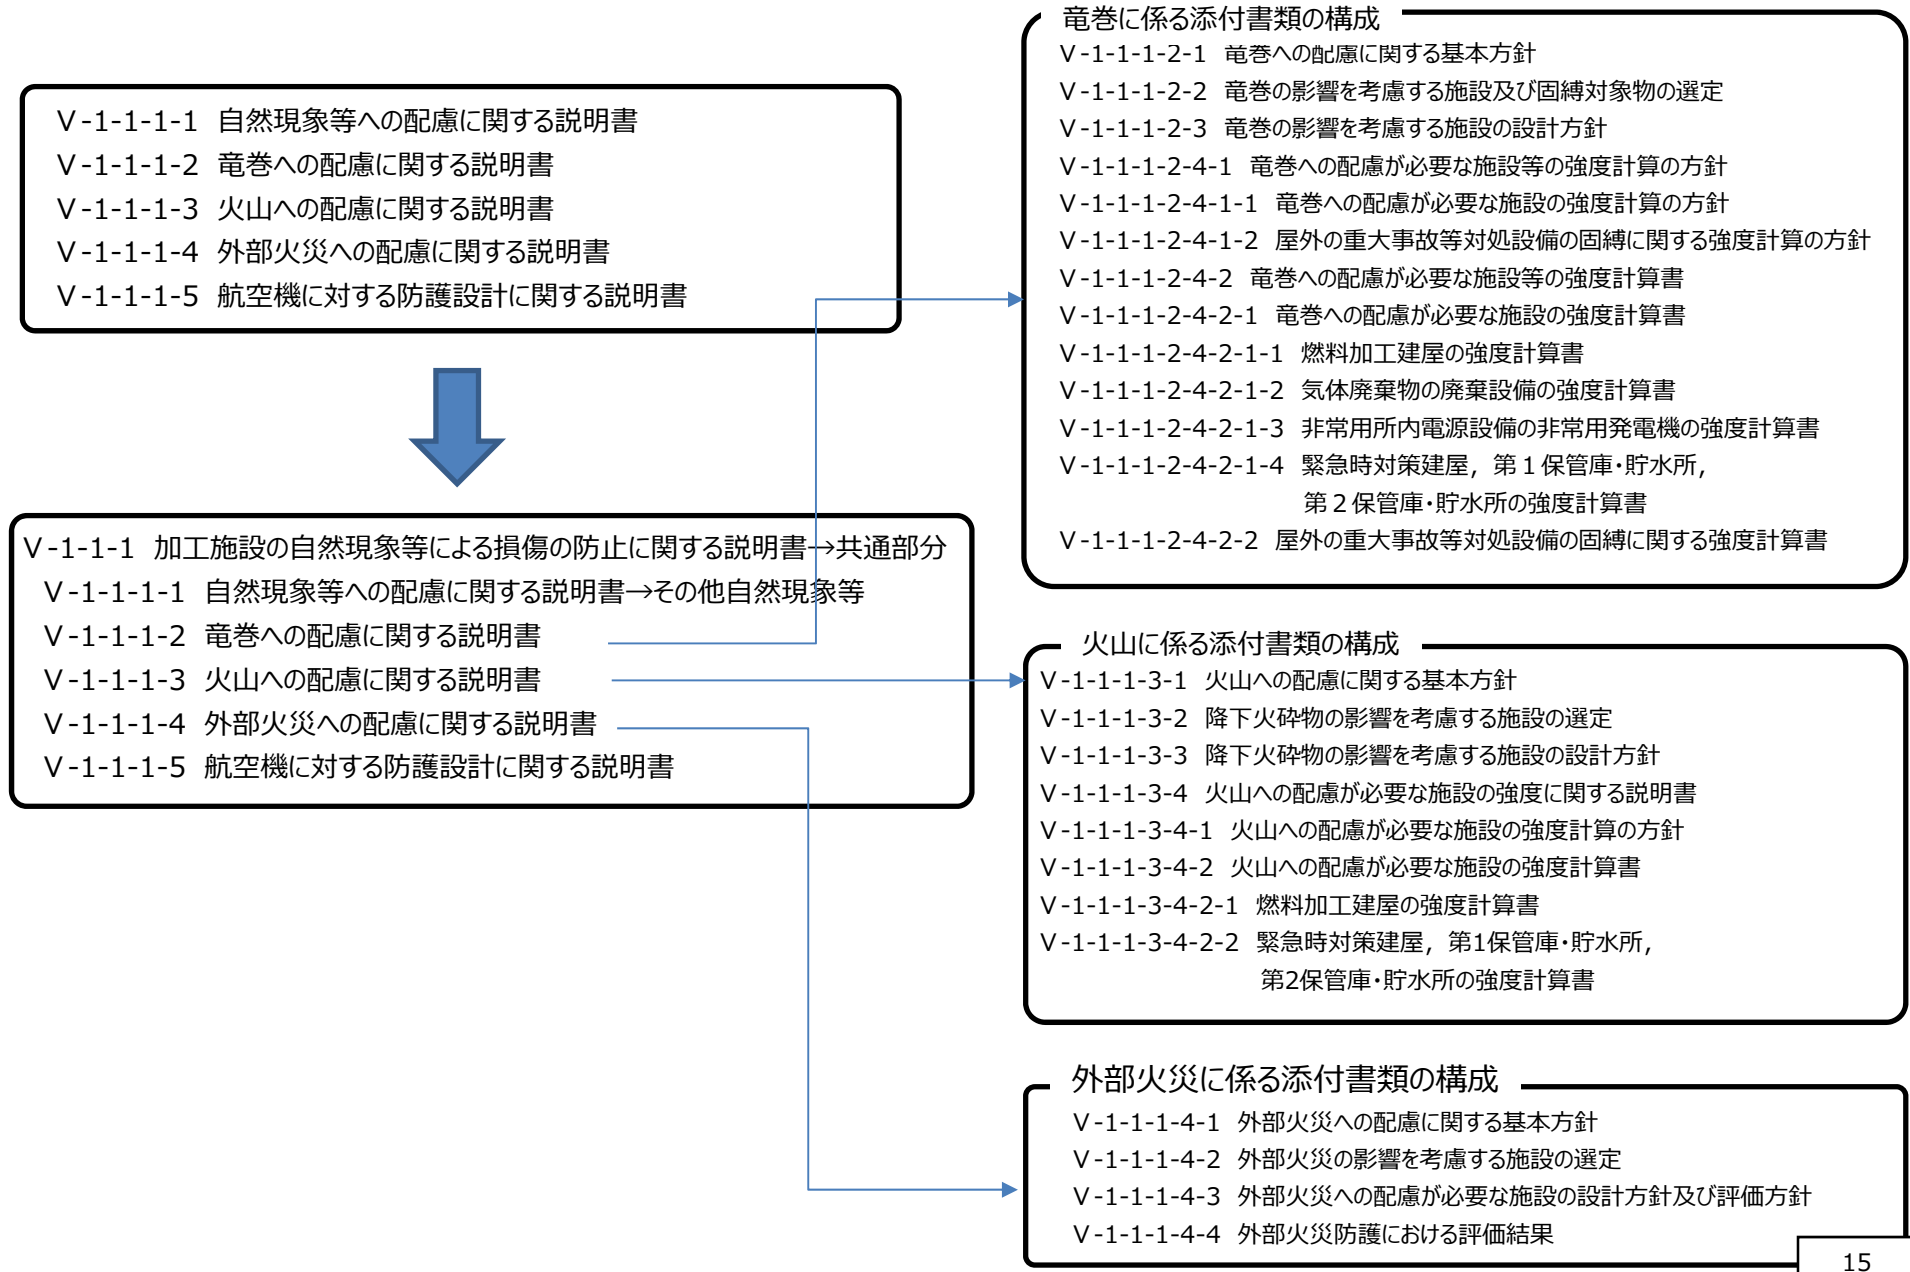 Ⅴ-1-1-1-1 自然現象等への配慮に関する説明書
Ⅴ-1-1-1-2 竜巻への配慮に関する説明書
Ⅴ-1-1-1-3 火山への配慮に関する説明書
Ⅴ-1-1-1-4 外部火災への配慮に関する説明書
Ⅴ-1-1-1-5 航空機に対する防護設計に関する説明書
Ⅴ-1-1-1 加工施設の自然現象等による損傷の防止に関する説明書→共通部分
Ⅴ-1-1-1-1 自然現象等への配慮に関する説明書→その他自然現象等
Ⅴ-1-1-1-2 竜巻への配慮に関する説明書
Ⅴ-1-1-1-3 火山への配慮に関する説明書
Ⅴ-1-1-1-4 外部火災への配慮に関する説明書
Ⅴ-1-1-1-5 航空機に対する防護設計に関する説明書
竜巻に係る添付書類の構成
Ⅴ-1-1-1-2-1 竜巻への配慮に関する基本方針
Ⅴ-1-1-1-2-2 竜巻の影響を考慮する施設及び固縛対象物の選定
Ⅴ-1-1-1-2-3 竜巻の影響を考慮する施設の設計方針
Ⅴ-1-1-1-2-4-1 竜巻への配慮が必要な施設等の強度計算の方針
Ⅴ-1-1-1-2-4-1-1 竜巻への配慮が必要な施設の強度計算の方針
Ⅴ-1-1-1-2-4-1-2 屋外の重大事故等対処設備の固縛に関する強度計算の方針
Ⅴ-1-1-1-2-4-2 竜巻への配慮が必要な施設等の強度計算書
Ⅴ-1-1-1-2-4-2-1 竜巻への配慮が必要な施設の強度計算書
Ⅴ-1-1-1-2-4-2-1-1 燃料加工建屋の強度計算書
Ⅴ-1-1-1-2-4-2-1-2 気体廃棄物の廃棄設備の強度計算書
Ⅴ-1-1-1-2-4-2-1-3 非常用所内電源設備の非常用発電機の強度計算書
Ⅴ-1-1-1-2-4-2-1-4 緊急時対策建屋，第１保管庫・貯水所，
第２保管庫・貯水所の強度計算書
Ⅴ-1-1-1-2-4-2-2 屋外の重大事故等対処設備の固縛に関する強度計算書
火山に係る添付書類の構成
Ⅴ-1-1-1-3-1 火山への配慮に関する基本方針
Ⅴ-1-1-1-3-2 降下火砕物の影響を考慮する施設の選定
Ⅴ-1-1-1-3-3 降下火砕物の影響を考慮する施設の設計方針
Ⅴ-1-1-1-3-4 火山への配慮が必要な施設の強度に関する説明書
Ⅴ-1-1-1-3-4-1 火山への配慮が必要な施設の強度計算の方針
Ⅴ-1-1-1-3-4-2 火山への配慮が必要な施設の強度計算書
Ⅴ-1-1-1-3-4-2-1 燃料加工建屋の強度計算書
Ⅴ-1-1-1-3-4-2-2 緊急時対策建屋，第1保管庫・貯水所，
第2保管庫・貯水所の強度計算書
外部火災に係る添付書類の構成
Ⅴ-1-1-1-4-1 外部火災への配慮に関する基本方針
Ⅴ-1-1-1-4-2 外部火災の影響を考慮する施設の選定
Ⅴ-1-1-1-4-3 外部火災への配慮が必要な施設の設計方針及び評価方針
Ⅴ-1-1-1-4-4 外部火災防護における評価結果
15